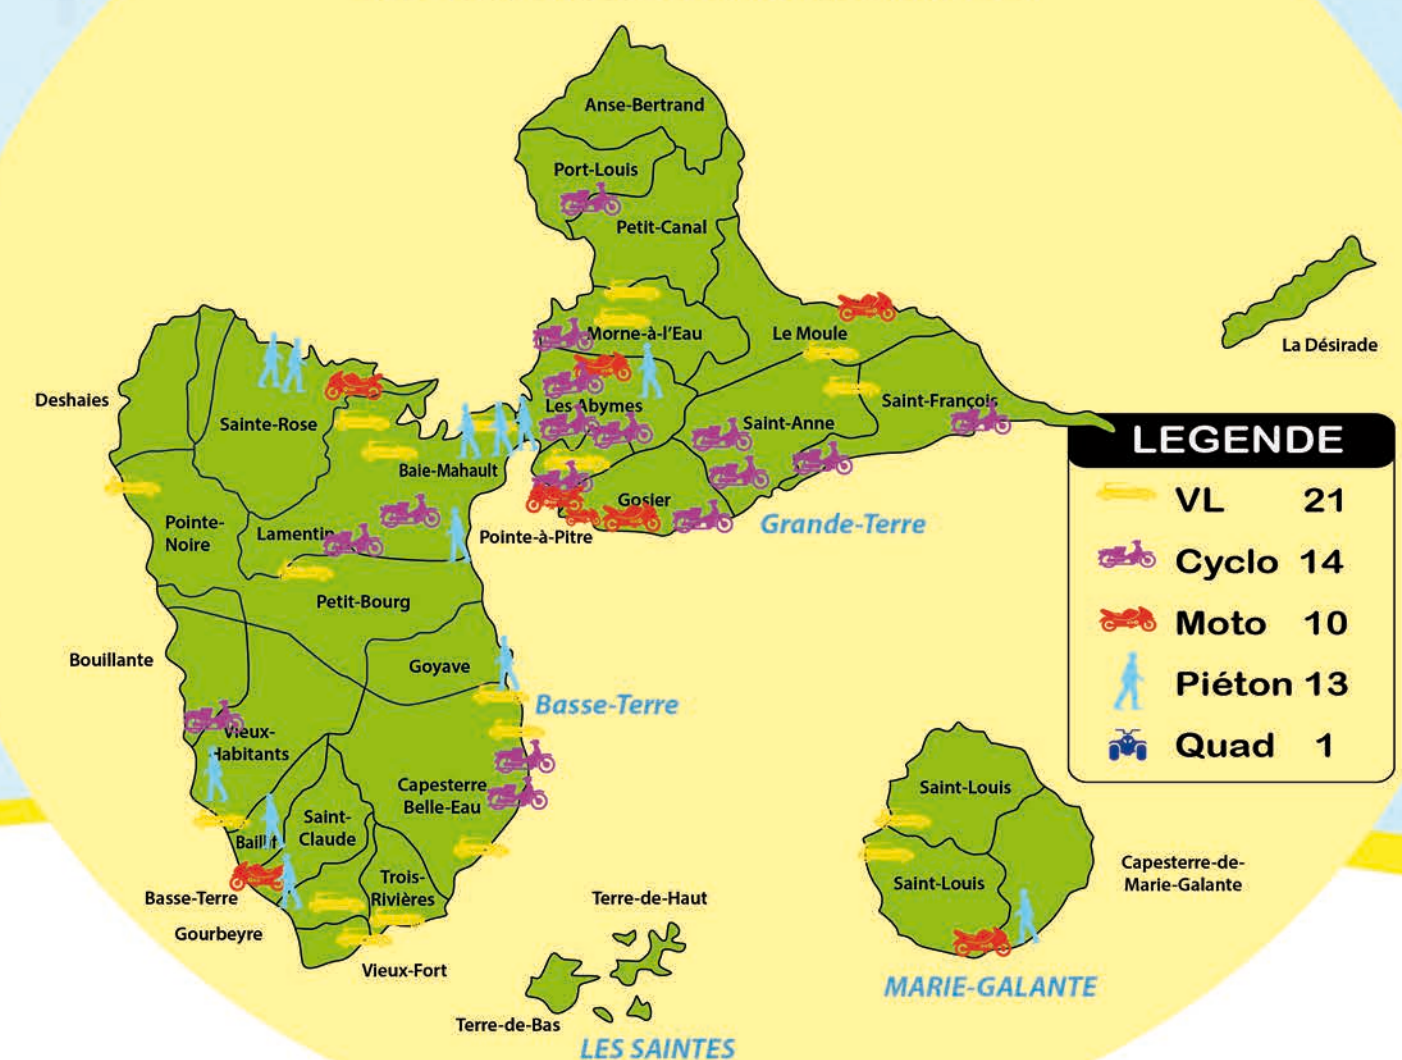 Anse-Bertrand
Port-Louis
Petit-Canal
Morne-à-l'Eau
Le Moule
La Désirade
Deshaies
Sainte-Rose
Les Abymes
Saint-François
Saint-Anne
Baie-Mahault
Gosier
Pointe-
Noire
Lamentin
Pointe-à-Pitre
Grande-Terre
Petit-Bourg
Bouillante
Goyave
Basse-Terre
Vieux-
Habitants
Capesterre
Belle-Eau
Saint-
Claude
Baillif
Trois-
Rivières
Basse-Terre
Gourbeyre
Vieux-Fort
Terre-de-Haut
Terre-de-Bas
LES SAINTES
Saint-Louis
Saint-Louis
Capesterre-de-
Marie-Galante
MARIE-GALANTE
LEGENDE
VL 21
Cyclo 14
Moto 10
Piéton 13
Quad 1